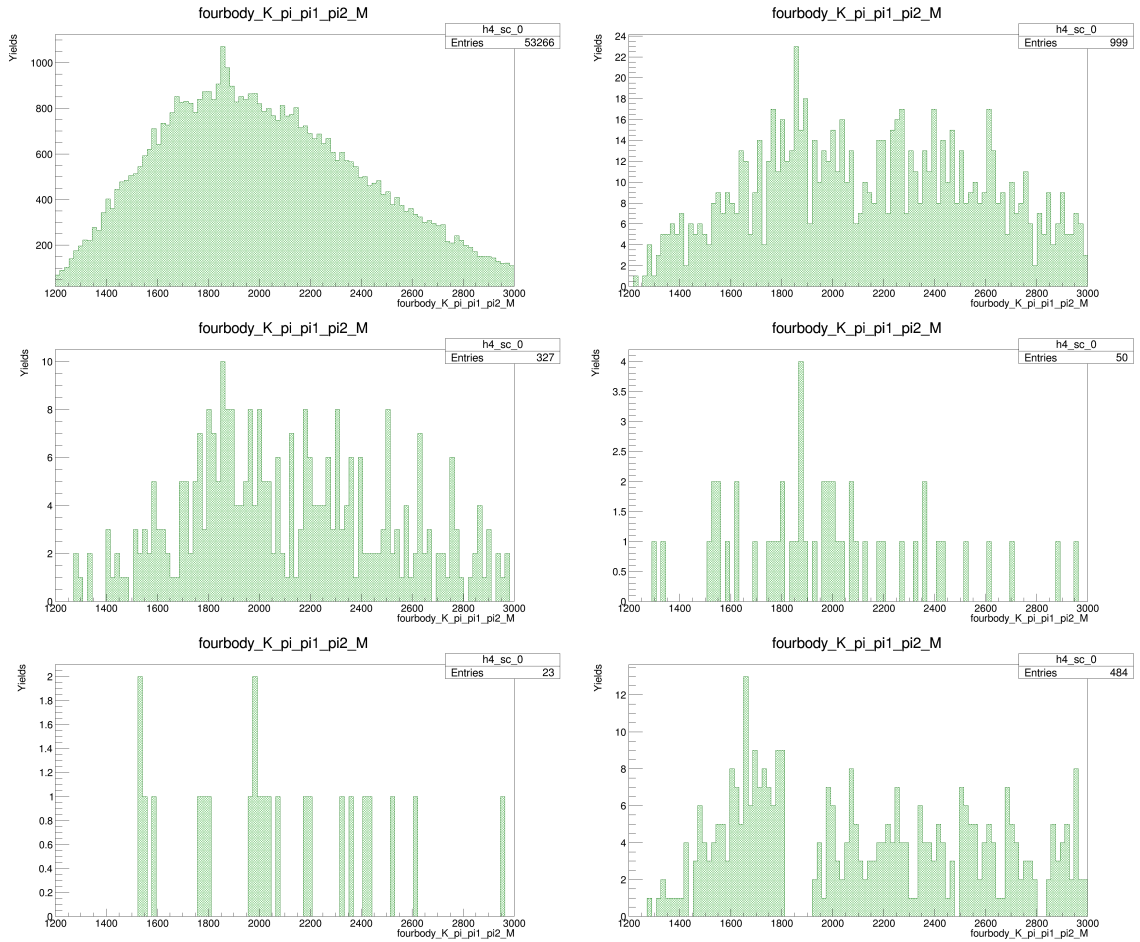 fourbody_K_pi_pi1_pi2_M
h4_sc_0
Entries 53266
Yields
1000
800
600
400
200
1200 1400 1600 1800 2000 2200 2400 2600 2800 3000
fourbody_K_pi_pi1_pi2_M
fourbody_K_pi_pi1_pi2_M
h4_sc_0
Entries 999
Yields
24
22
20
18
16
14
12
10
8
6
4
2
0
1200 1400 1600 1800 2000 2200 2400 2600 2800 3000
fourbody_K_pi_pi1_pi2_M
fourbody_K_pi_pi1_pi2_M
h4_sc_0
Entries 327
Yields
10
8
6
4
2
0
1200 1400 1600 1800 2000 2200 2400 2600 2800 3000
fourbody_K_pi_pi1_pi2_M
fourbody_K_pi_pi1_pi2_M
h4_sc_0
Entries 50
Yields
4
3.5
3
2.5
2
1.5
1
0.5
0
1200 1400 1600 1800 2000 2200 2400 2600 2800 3000
fourbody_K_pi_pi1_pi2_M
fourbody_K_pi_pi1_pi2_M
h4_sc_0
Entries 23
Yields
2
1.8
1.6
1.4
1.2
1
0.8
0.6
0.4
0.2
0
1200 1400 1600 1800 2000 2200 2400 2600 2800 3000
fourbody_K_pi_pi1_pi2_M
fourbody_K_pi_pi1_pi2_M
h4_sc_0
Entries 484
Yields
12
10
8
6
4
2
0
1200 1400 1600 1800 2000 2200 2400 2600 2800 3000
fourbody_K_pi_pi1_pi2_M